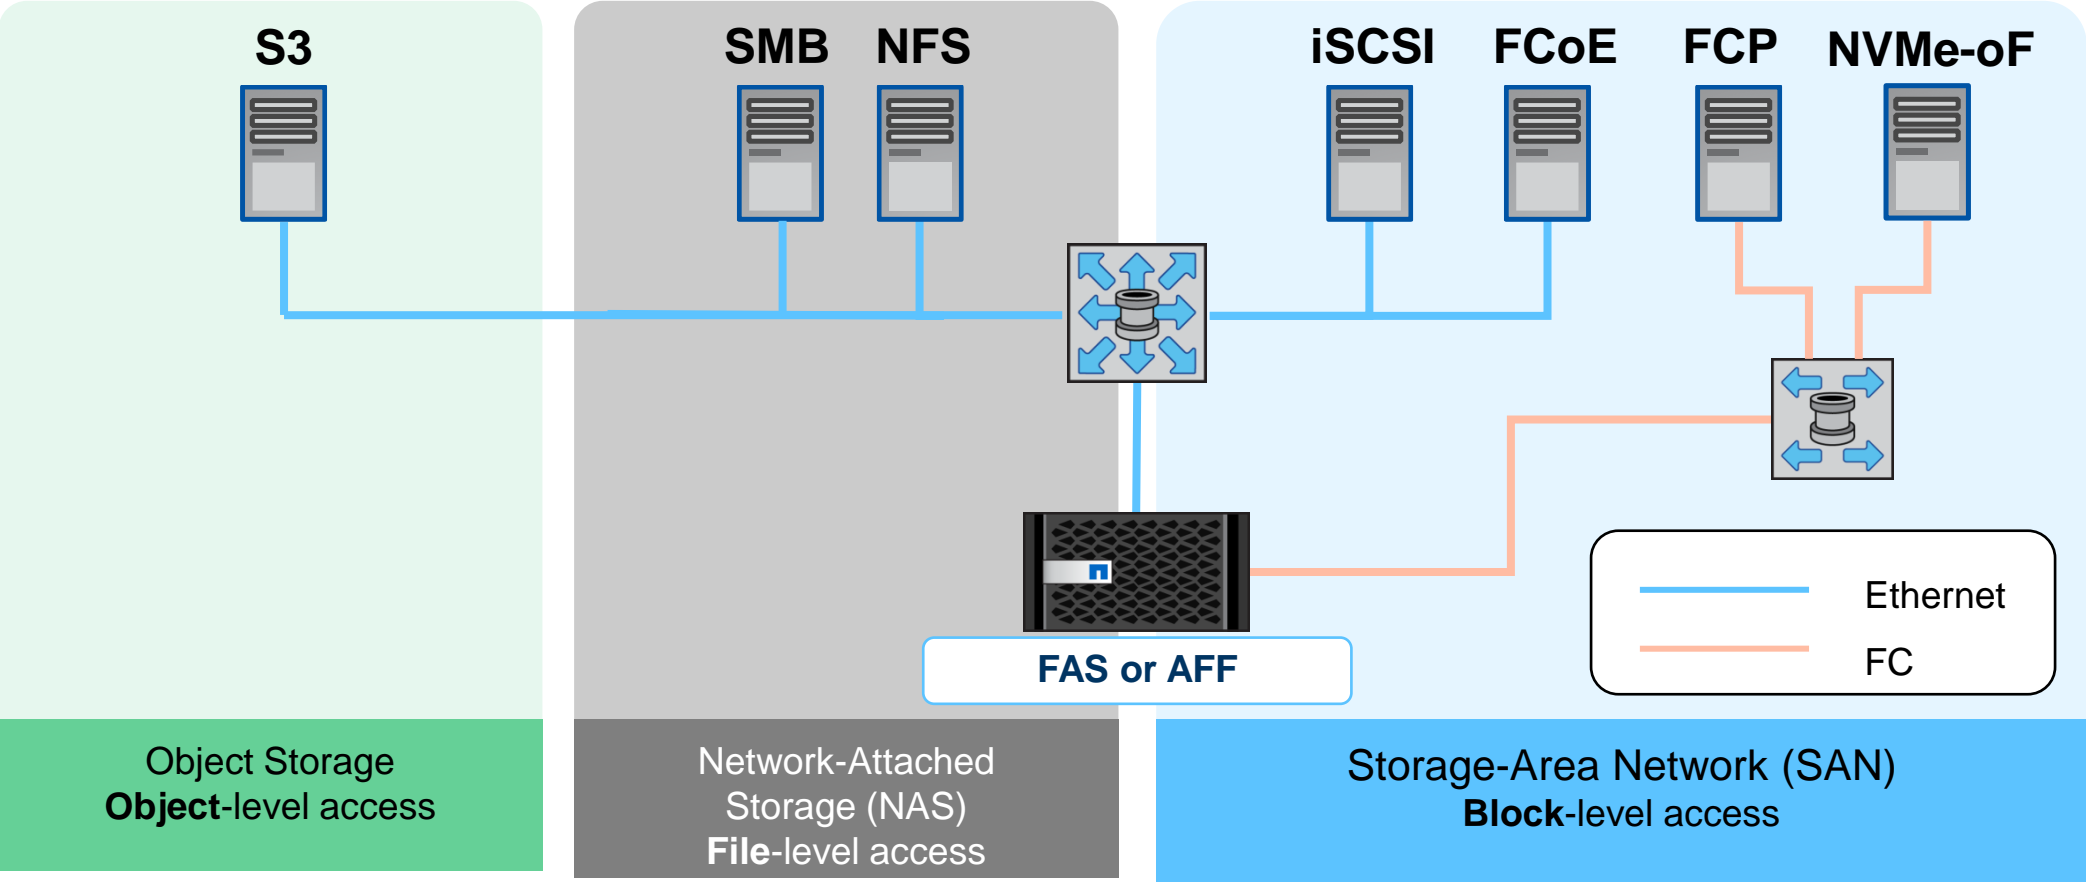 S3
SMB
NFS
iSCSI
FCoE
FCP
NVMe-oF
FAS or AFF
Ethernet
FC
Object Storage
Object-level access
Network-Attached
Storage (NAS)
File-level access
Storage-Area Network (SAN)
Block-level access